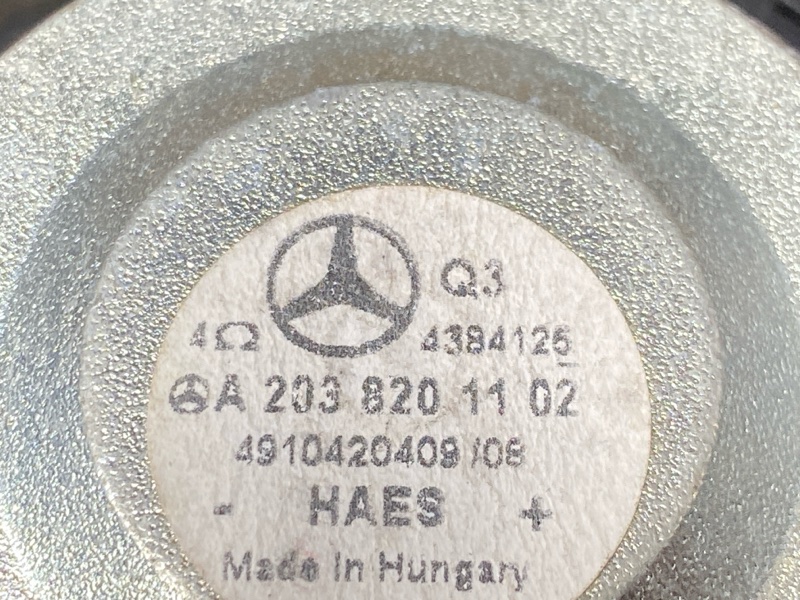 Q3
4Ω 4384125
A 203 820 11 02
4910420409/08
- HAES +
Made In Hungary